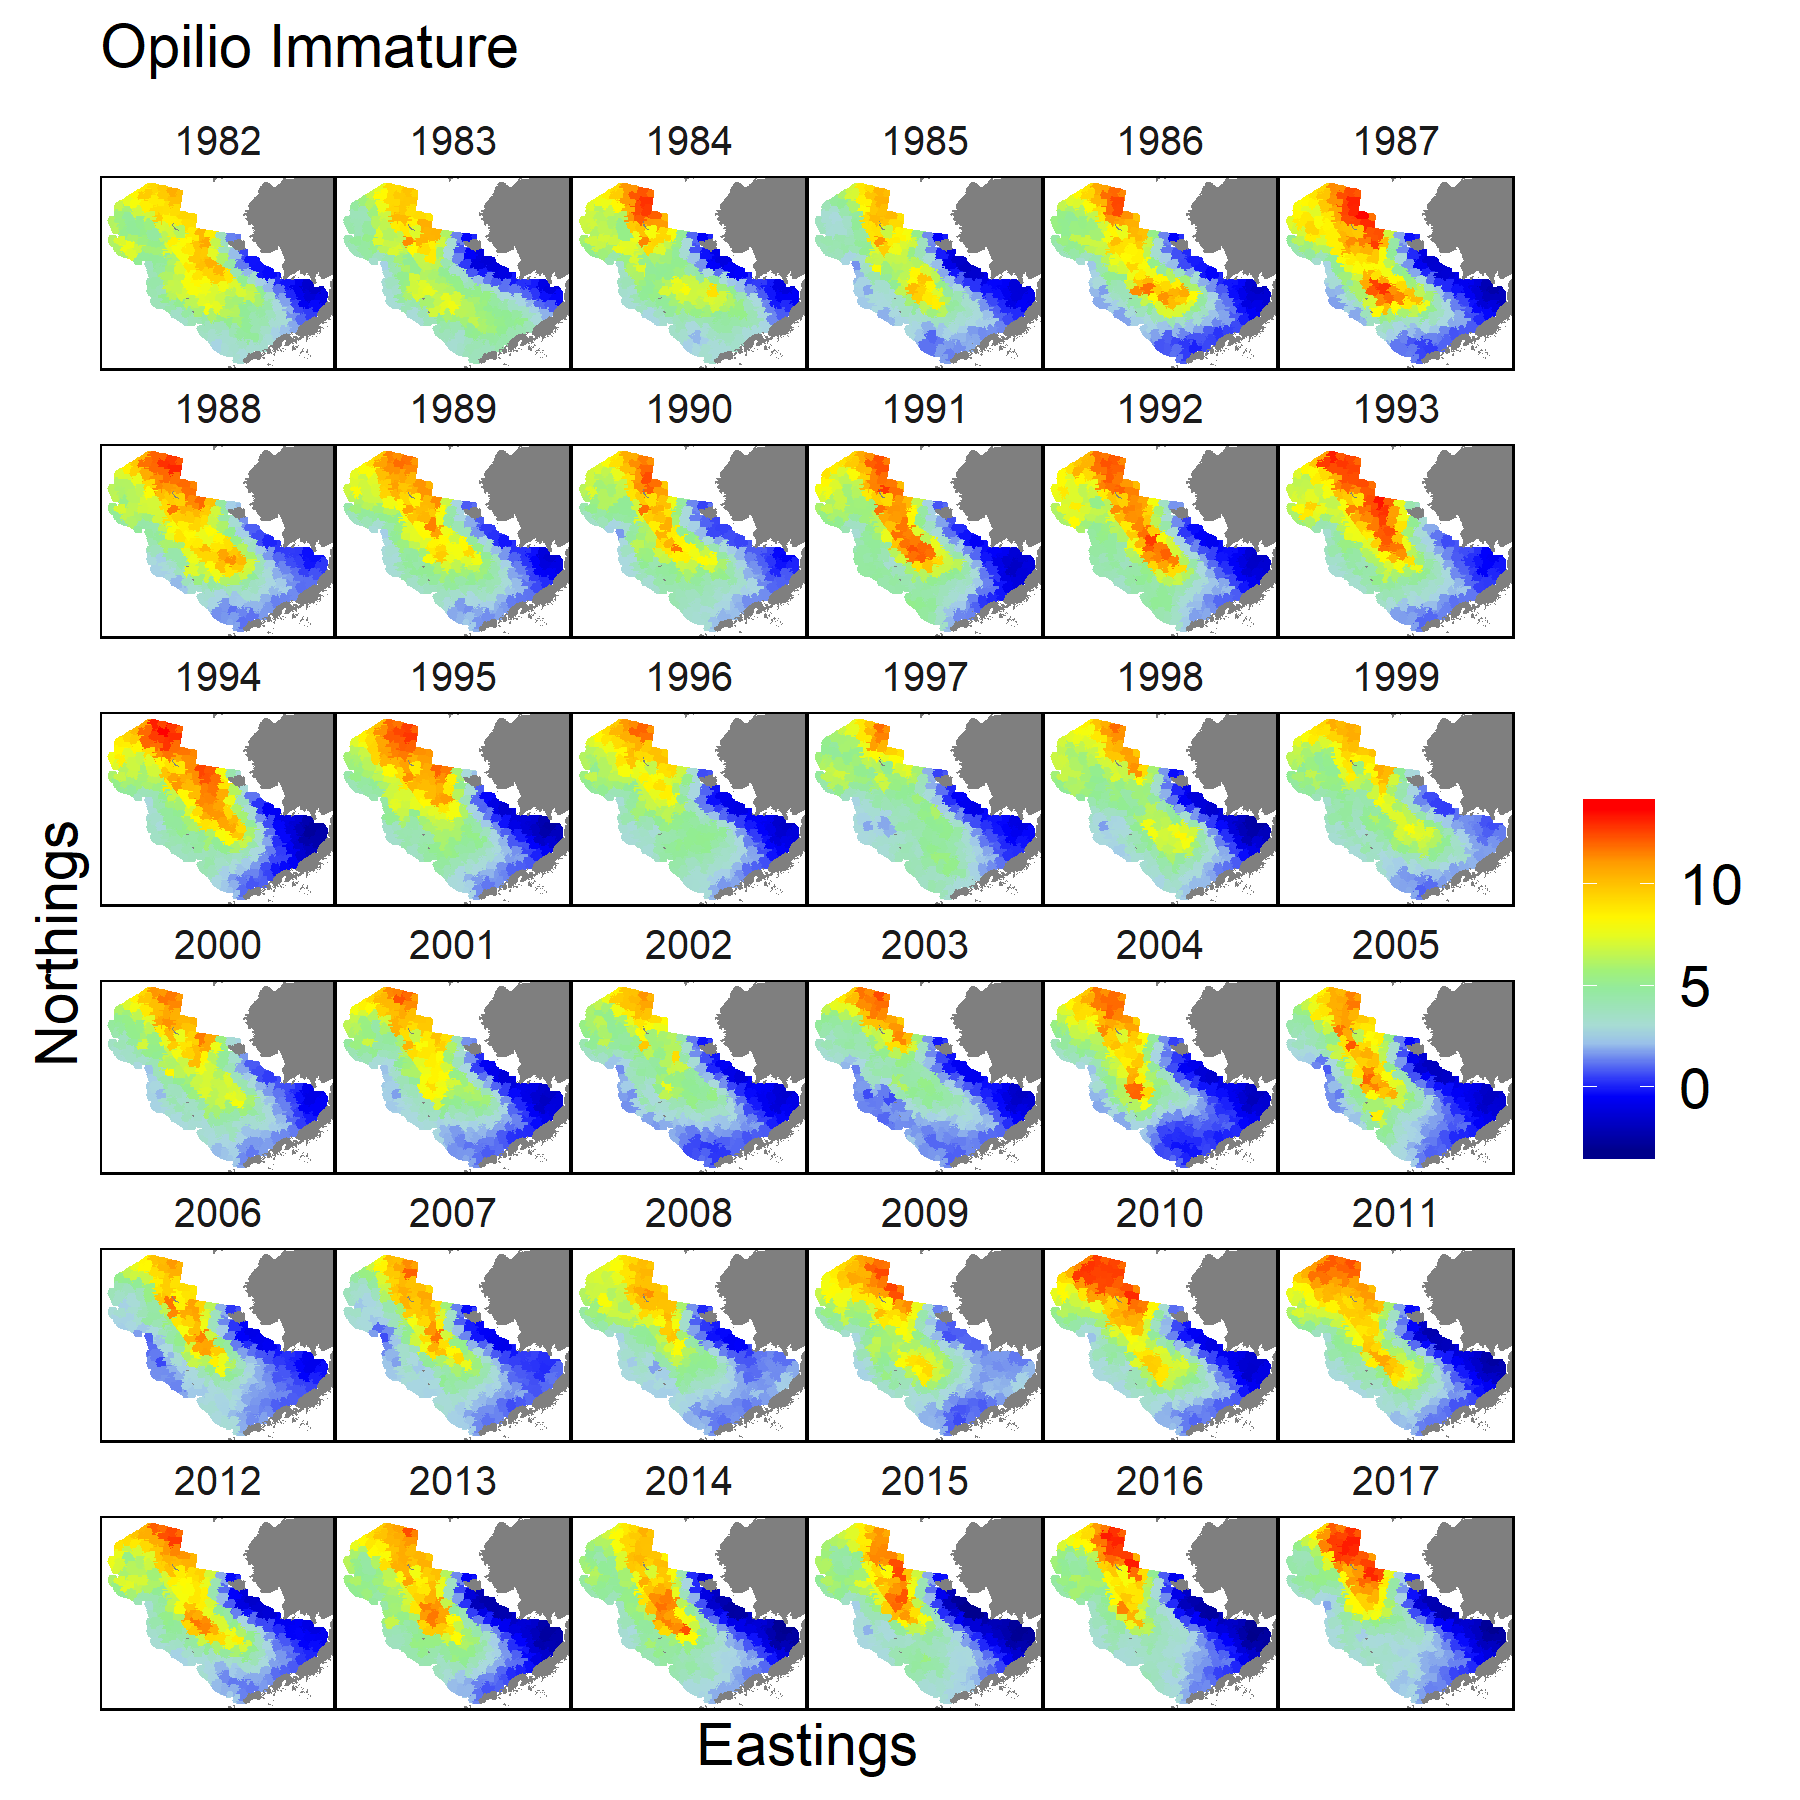 Opilio Immature
1982 1983 1984 1985 1986 1987
1988 1989 1990 1991 1992 1993
1994 1995 1996 1997 1998 1999
2000 2001 2002 2003 2004 2005
2006 2007 2008 2009 2010 2011
2012 2013 2014 2015 2016 2017
Northings
Eastings
10
5
0